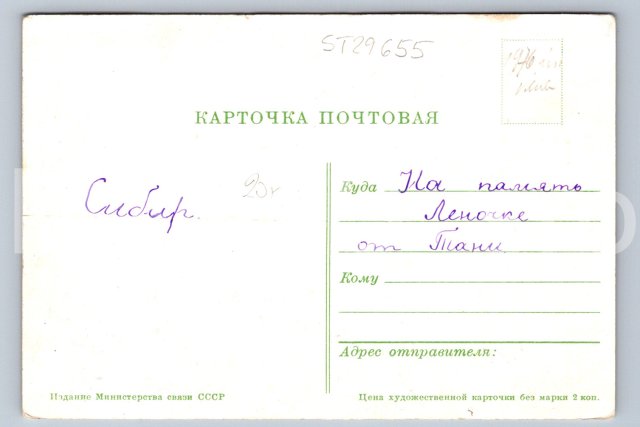 ST29655
1976
КАРТОЧКА ПОЧТОВАЯ
Сибир.
Куда На память
Леночке
от Тани
Кому
Адрес отправителя:
Издание Министерства связи СССР
Цена художественной карточки без марки 2 коп.